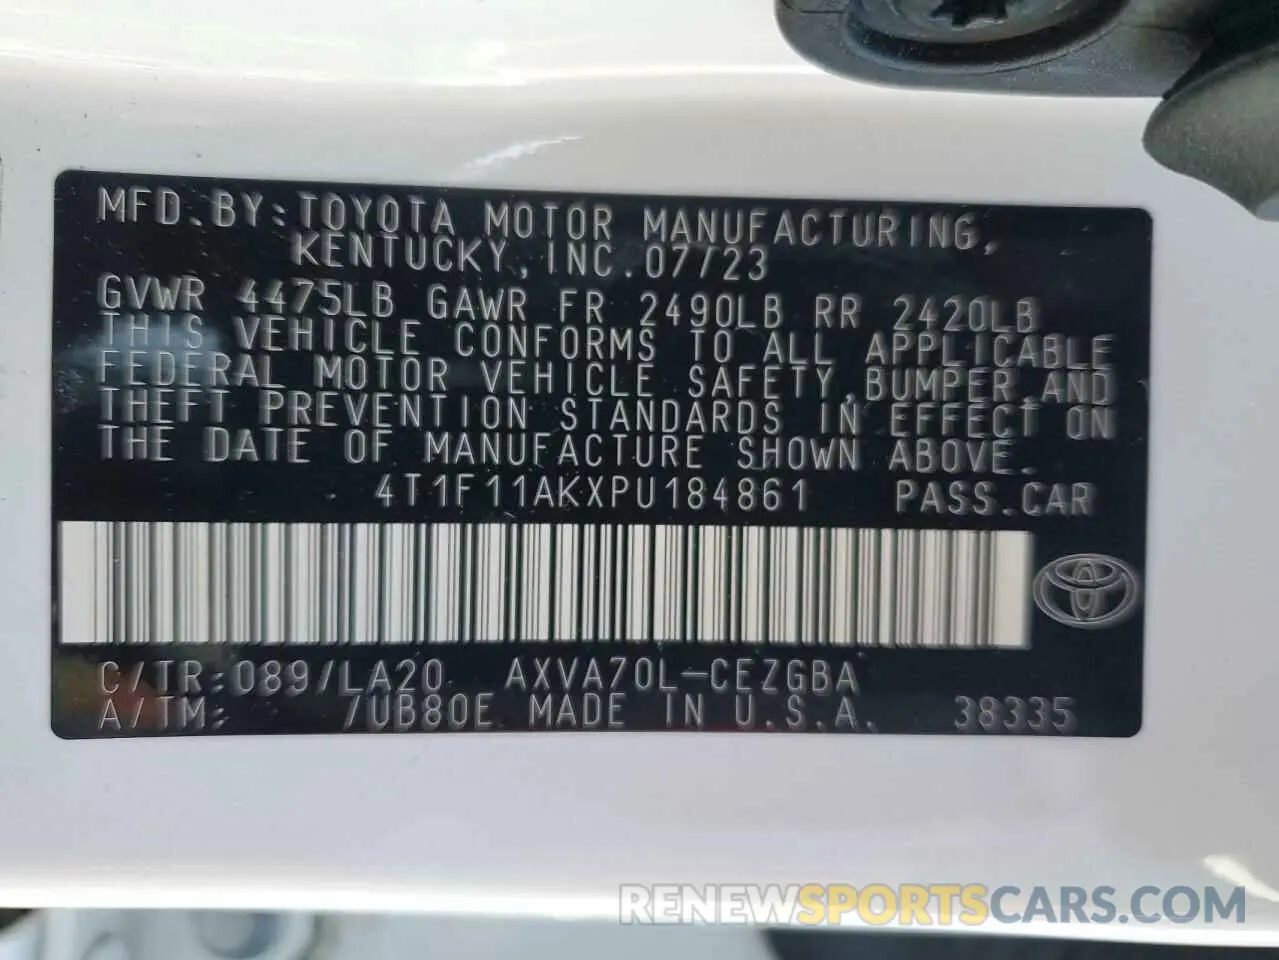 MFD.BY:TOYOTA MOTOR MANUFACTURING,
KENTUCKY,INC.07/23
GVWR 4475LB GAWR FR 2490LB RR 2420LB
THIS VEHICLE CONFORMS TO ALL APPLICABLE
FEDERAL MOTOR VEHICLE SAFETY,BUMPER,AND
THEFT PREVENTION STANDARDS IN EFFECT ON
THE DATE OF MANUFACTURE SHOWN ABOVE.
4T1F11AKXPU184861 PASS.CAR
C/TR:089/LA20 AXVA70L-CEZGBA
A/TM: /UB80E MADE IN U.S.A. 38335
RENEWSPORTSCARS.COM